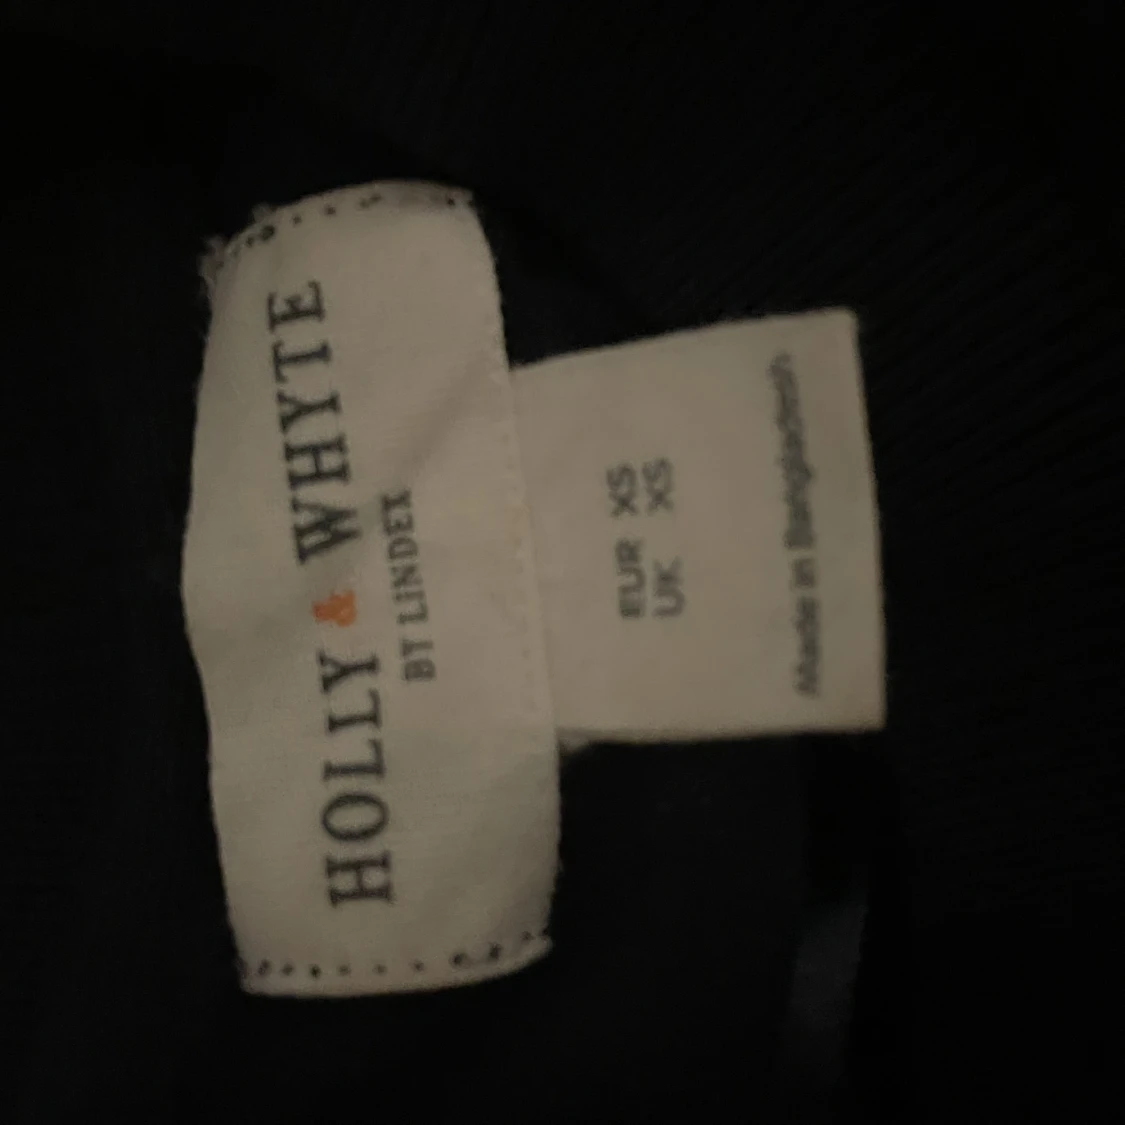 HOLLY & WHYTE
BY LINDEX
EUR XS
UK XS
Made in Bangladesh